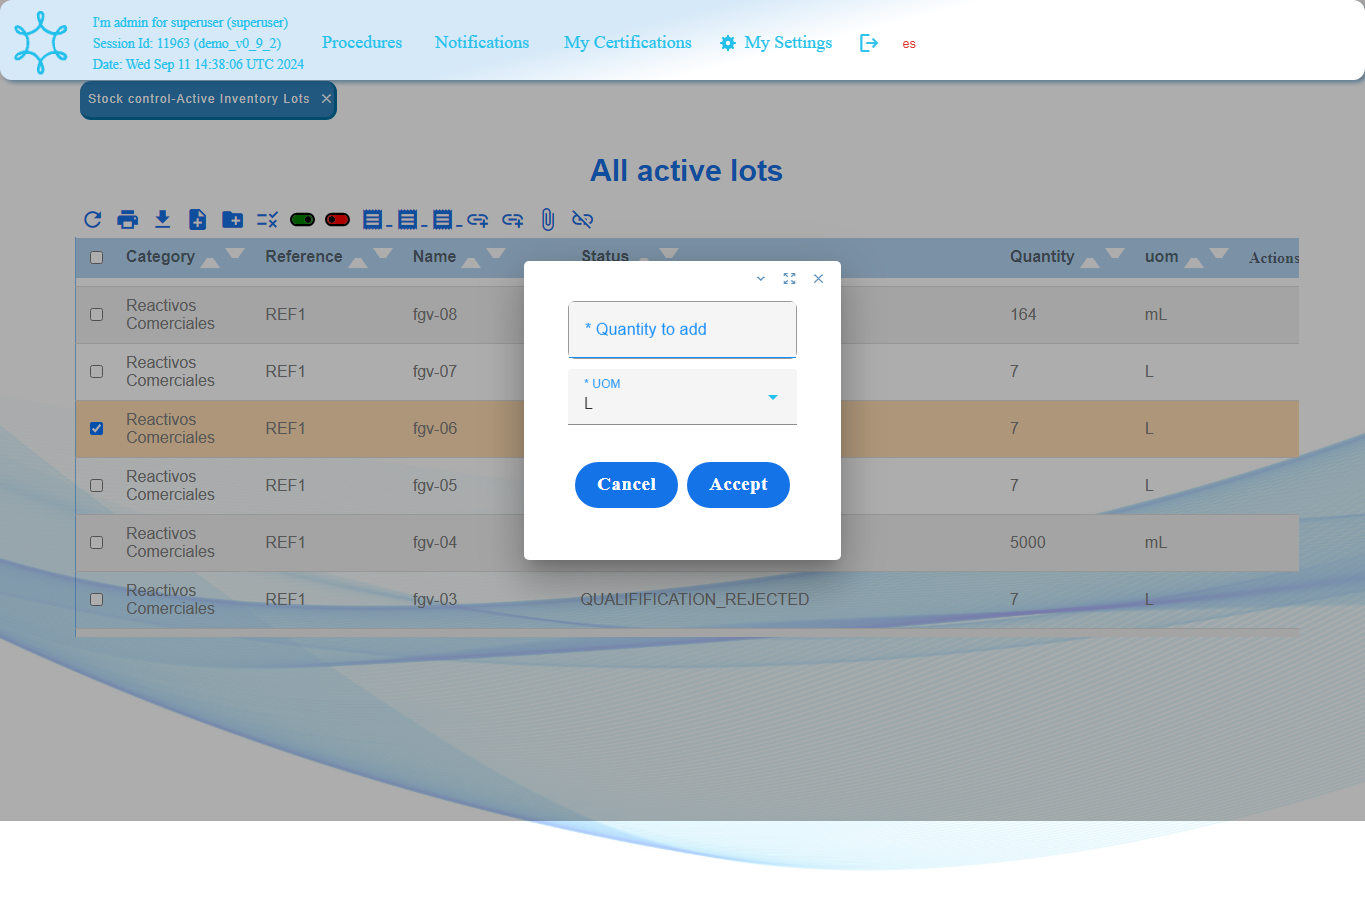 I'm admin for superuser (superuser)
Session Id: 11963 (demo_v0_9_2)
Date: Wed Sep 11 14:38:06 UTC 2024
Procedures
Notifications
My Certifications
My Settings
es
Stock control-Active Inventory Lots
All active lots
Category Reference Name Status Quantity uom Actions
Reactivos
Comerciales
REF1 fgv-08 164 mL
Reactivos
Comerciales
REF1 fgv-07 7 L
Reactivos
Comerciales
REF1 fgv-06 7 L
Reactivos
Comerciales
REF1 fgv-05 7 L
Reactivos
Comerciales
REF1 fgv-04 5000 mL
Reactivos
Comerciales
REF1 fgv-03 QUALIFIFICATION_REJECTED 7 L
* Quantity to add
* UOM
L
Cancel
Accept